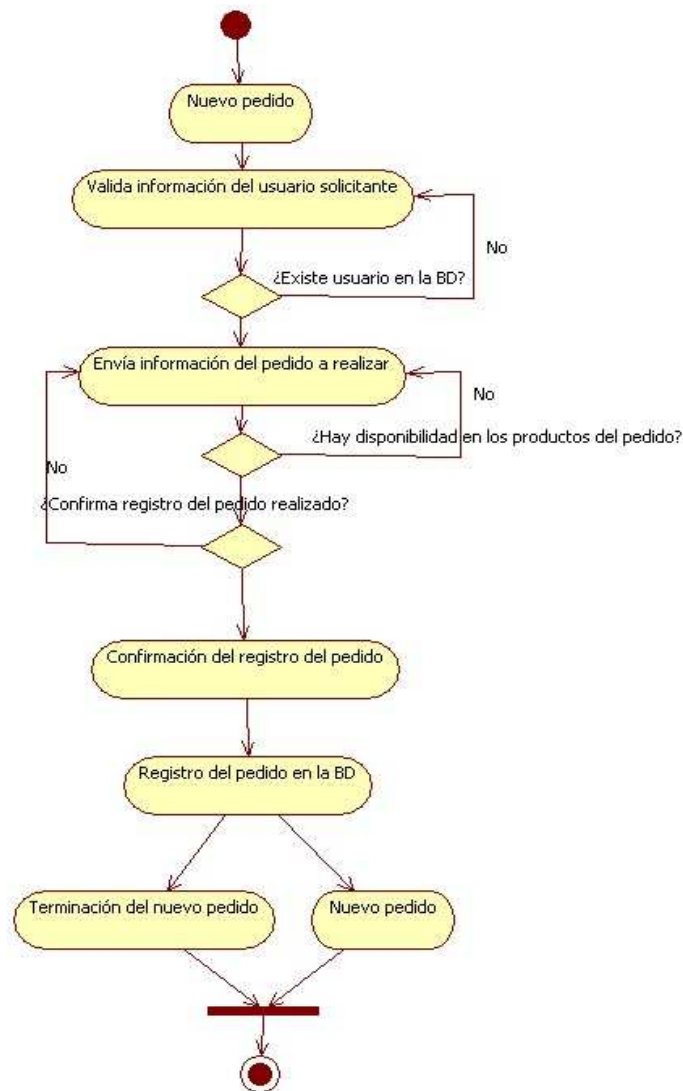 Nuevo pedido
Valida información del usuario solicitante
No
¿Existe usuario en la BD?
Envía información del pedido a realizar
No
¿Hay disponibilidad en los productos del pedido?
No
¿Confirma registro del pedido realizado?
Confirmación del registro del pedido
Registro del pedido en la BD
Terminación del nuevo pedido
Nuevo pedido